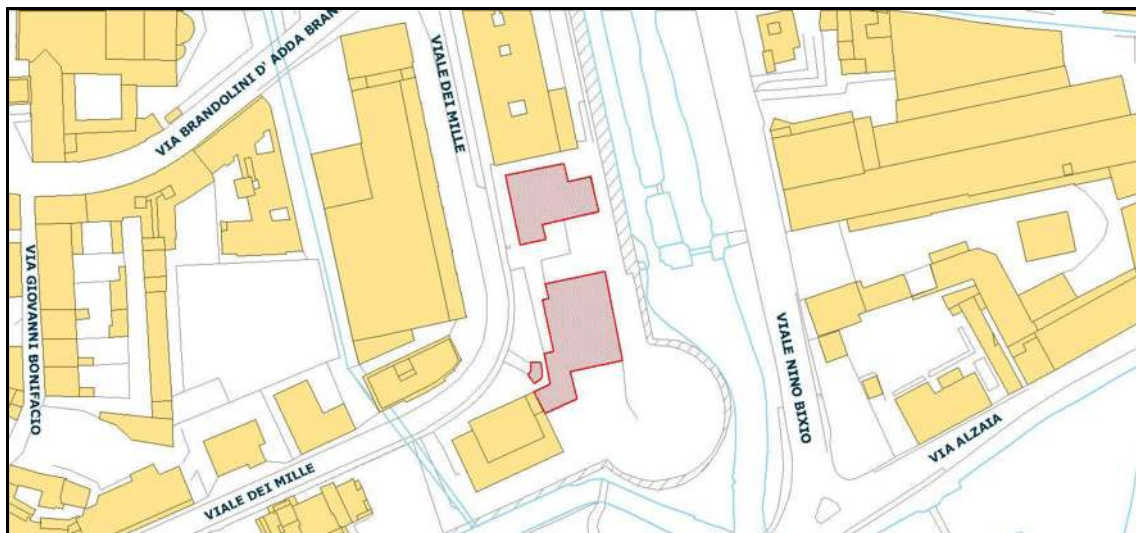 VIA BRANDOLINI D' ADDA BRAN
VIALE DEI MILLE
VIA GIOVANNI BONIFACIO
VIALE NINO BIXIO
VIA ALZAIA
VIALE DEI MILLE